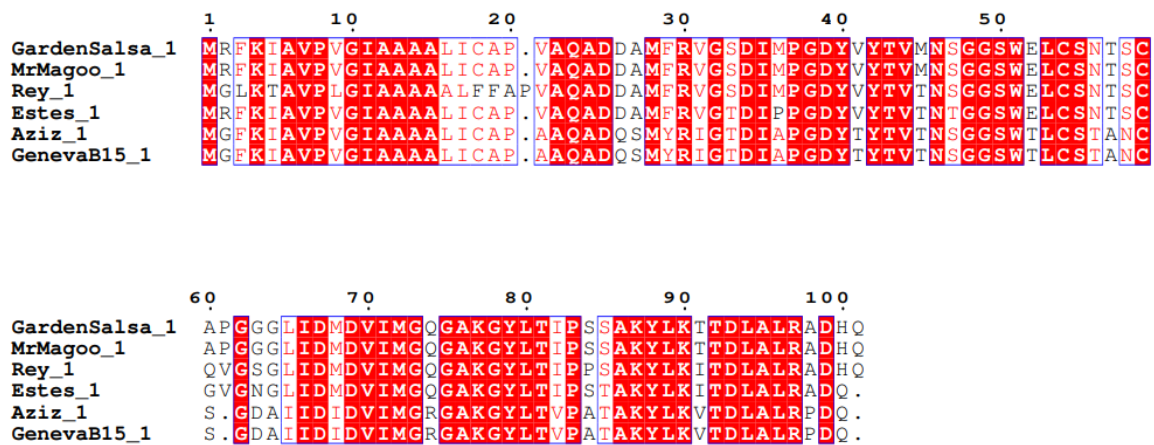 1 10 20 30 40 50
GardenSalsa_1 MRFKIAVPVGIAAAALICAP.VAQADDAMFRVGSDIMPGDYVYTVMNSGGSWELCSNTSC
MrMagoo_1 MRFKIAVPVGIAAAALICAP.VAQADDAMFRVGSDIMPGDYVYTVMNSGGSWELCSNTSC
Rey_1 MGLKTAVPLGIAAAAALFFAPVAQADDAMFRVGSDIMPGDYVYTVTNSGGSWELCSNTSC
Estes_1 MRFKIAVPVGIAAAALICAP.VAQADDAMFRVGTDIPPGDYVYTVTNTGGSWELCSNTSC
Aziz_1 MGFKIAVPVGIAAAALICAP.AAQADQSMYRIGTDIAPGDYTYTVTNSGGSWTLCSTANC
GenevaB15_1 MGFKIAVPVGIAAAALICAP.AAQADQSMYRIGTDIAPGDYTYTVTNSGGSWTLCSTANC
60 70 80 90 100
GardenSalsa_1 APGGGLIDMDVIMGQGAKGYLTIPSSAKYLKTTDLALRADHQ
MrMagoo_1 APGGGLIDMDVIMGQGAKGYLTIPSSAKYLKTTDLALRADHQ
Rey_1 QVGSGLIDMDVIMGQGAKGYLTIPPSAKYLKITDLALRADHQ
Estes_1 GVGNGLIDMDVIMGQGAKGYLTIPSTAKYLKITDLALRADQ.
Aziz_1 S.GDAIIDIDVIMGRGAKGYLTVPATAKYLKVTDLALRPDQ.
GenevaB15_1 S.GDAIIDIDVIMGRGAKGYLTVPATAKYLKVTDLALRPDQ.